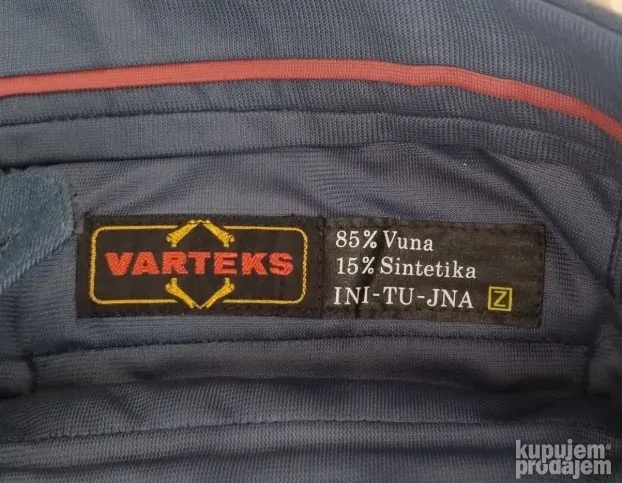 VARTEKS
85% Vuna
15% Sintetika
INI-TU-JNA Z
kupujem
prodajem